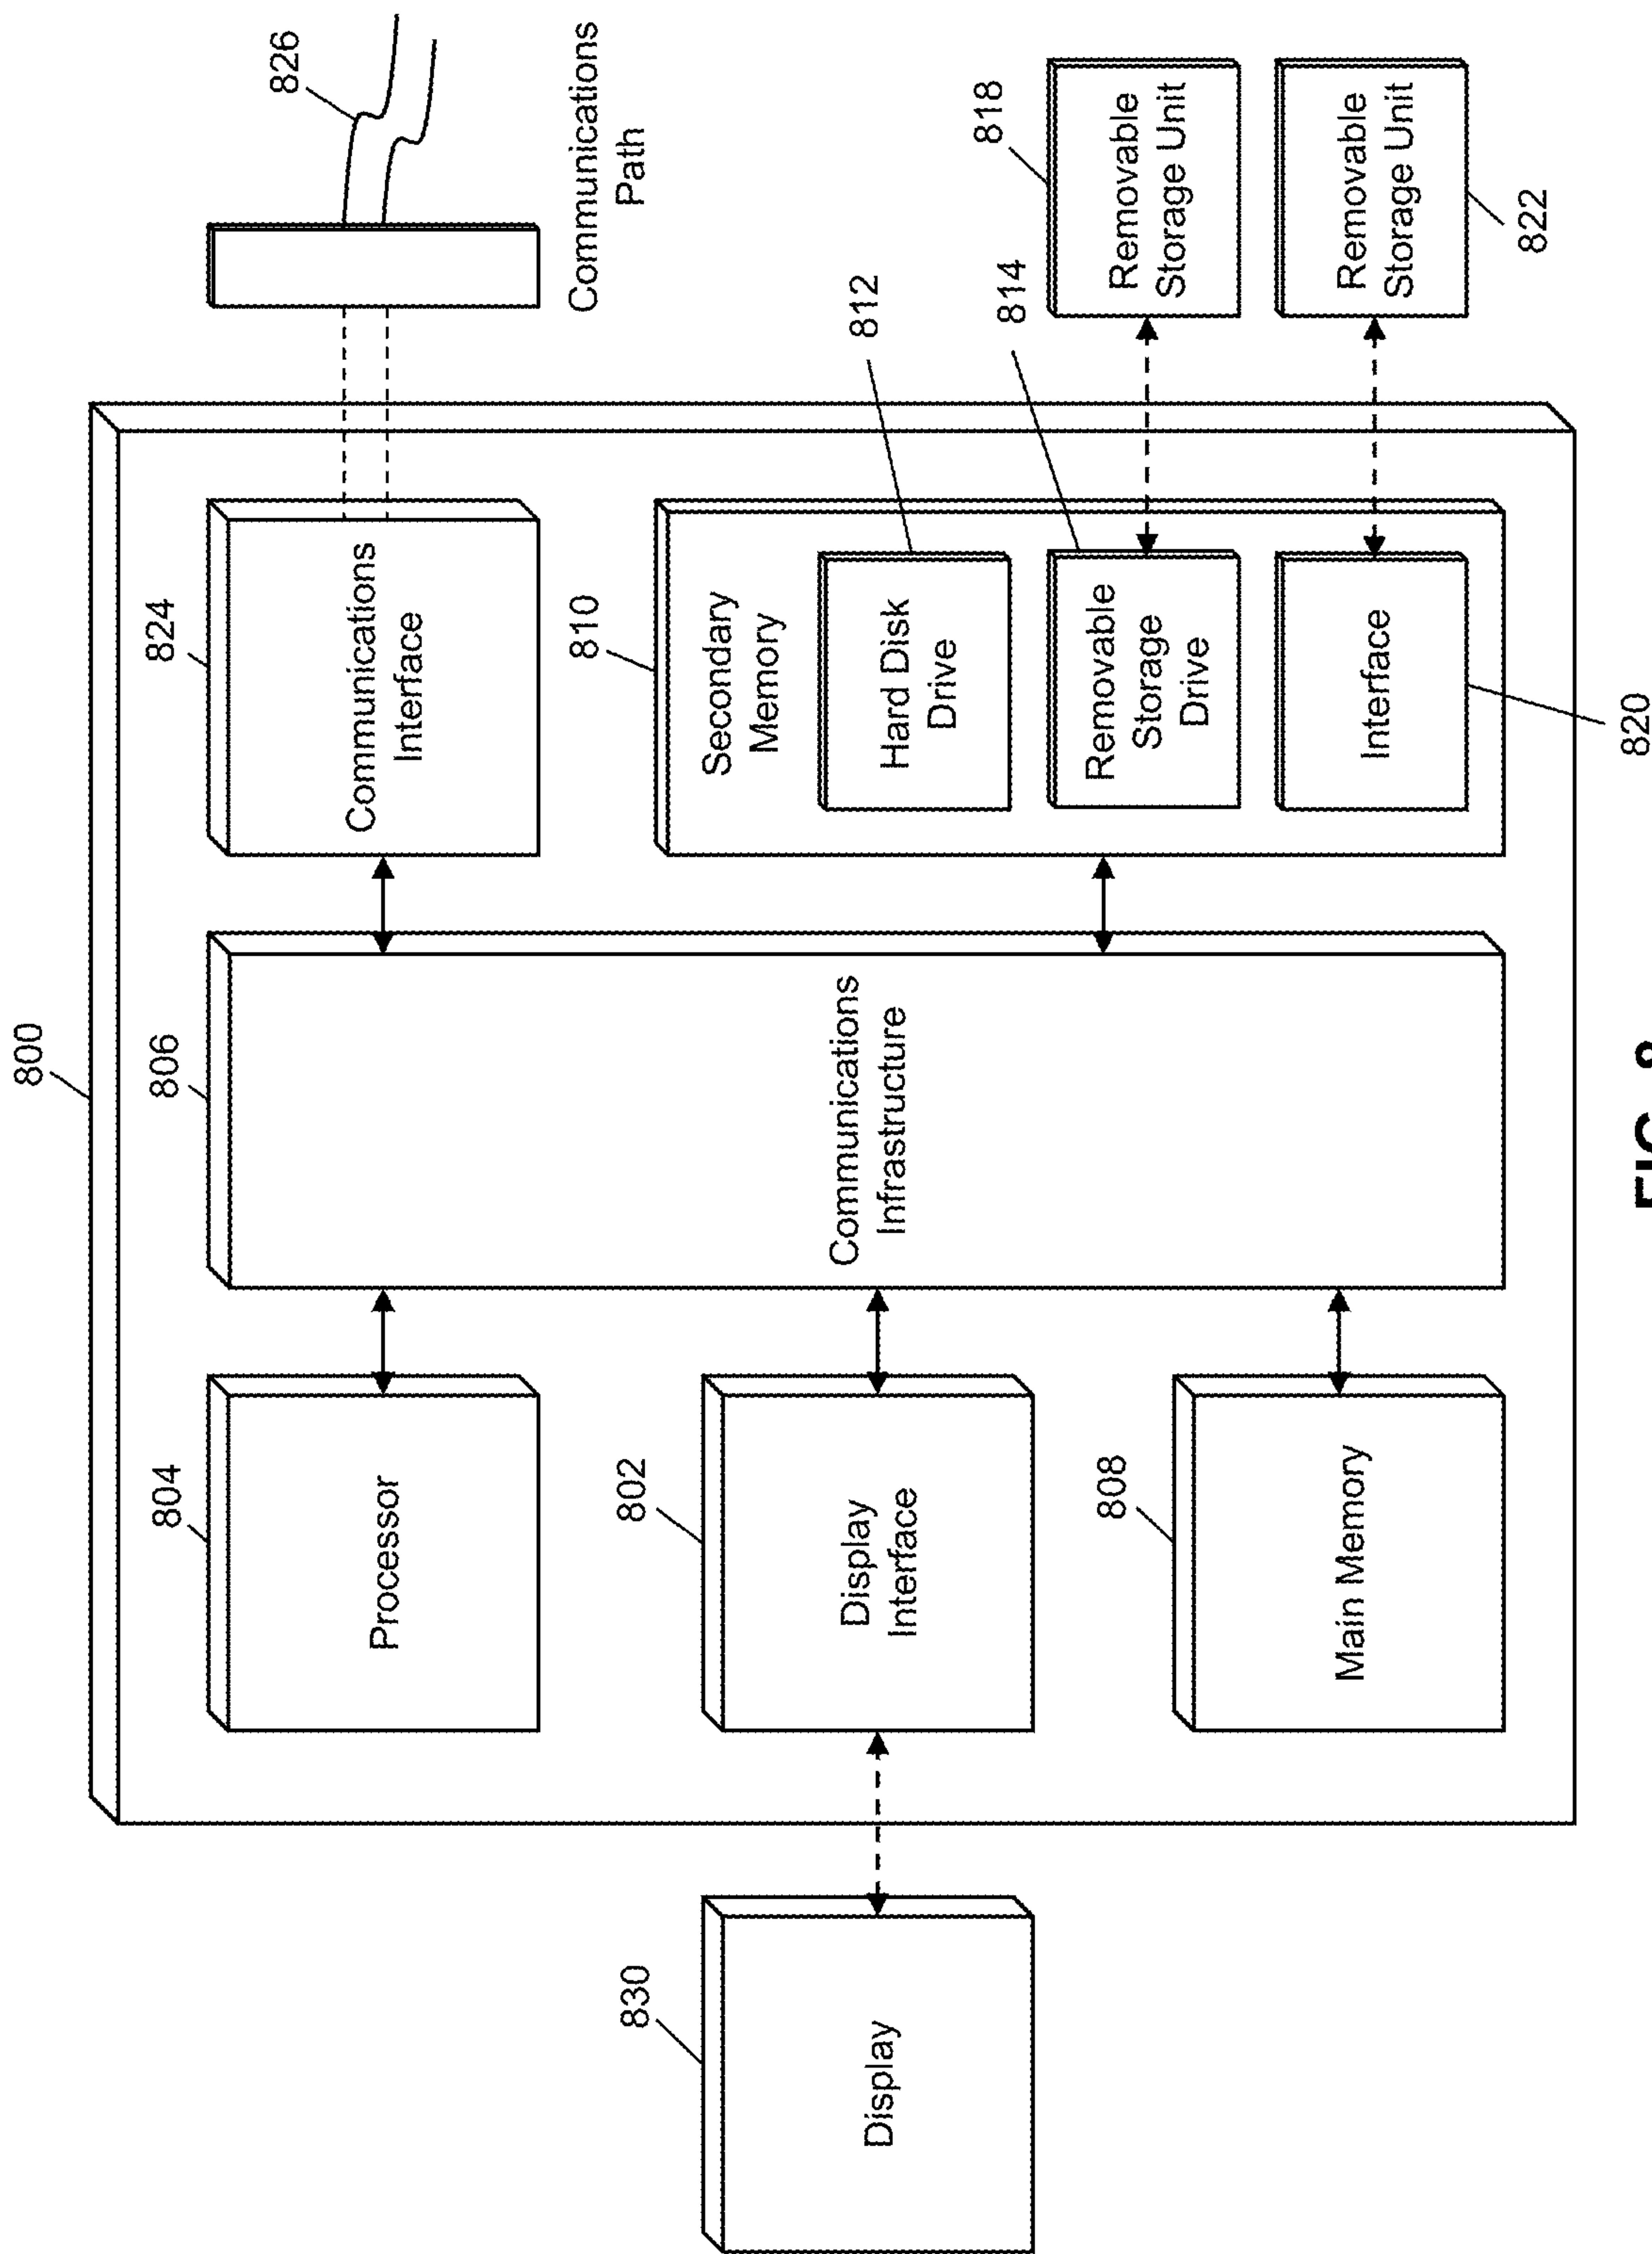 800
804
Processor
806
Communications
Infrastructure
824
Communications
Interface
826
Communications
Path
830
Display
802
Display
Interface
808
Main Memory
810
Secondary
Memory
812
Hard Disk
Drive
814
Removable
Storage
Drive
818
Removable
Storage Unit
820
Interface
822
Removable
Storage Unit
FIG. 8